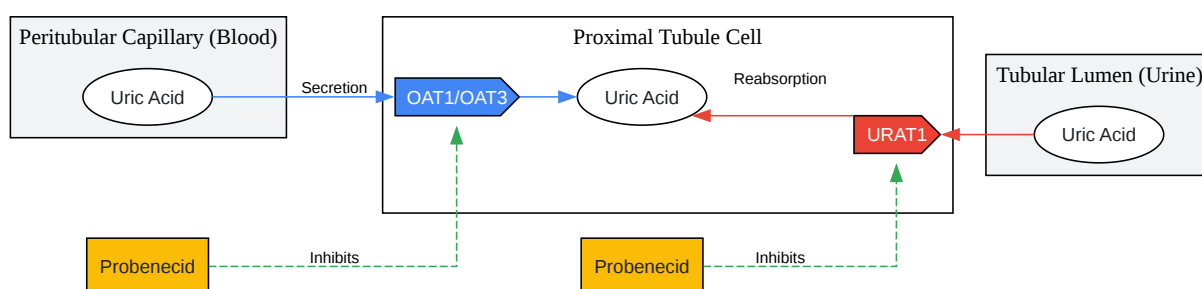 Peritubular Capillary (Blood)
Proximal Tubule Cell
Tubular Lumen (Urine)
Uric Acid
Secretion
OAT1/OAT3
Uric Acid
Reabsorption
URAT1
Uric Acid
Probenecid
Inhibits
Probenecid
Inhibits